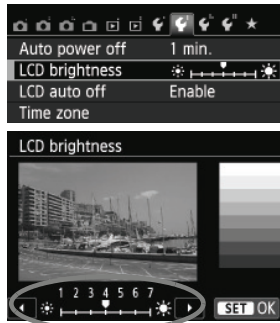 Auto power off 1 min.
LCD brightness
LCD auto off Enable
Time zone
LCD brightness
1 2 3 4 5 6 7
SET OK